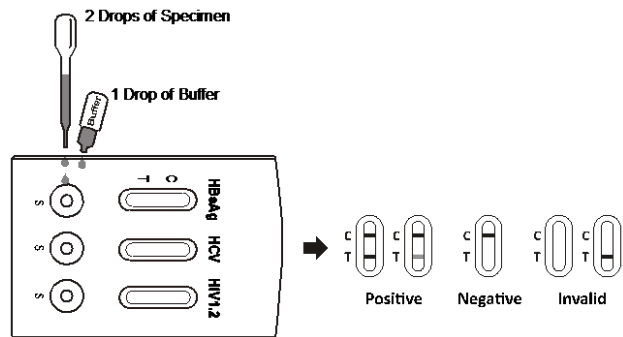 2 Drops of Specimen
1 Drop of Buffer
Buffer
T C
HBsAg
S
HCV
S
HIV1.2
S
C C C C C
T T T T T
Positive Negative Invalid